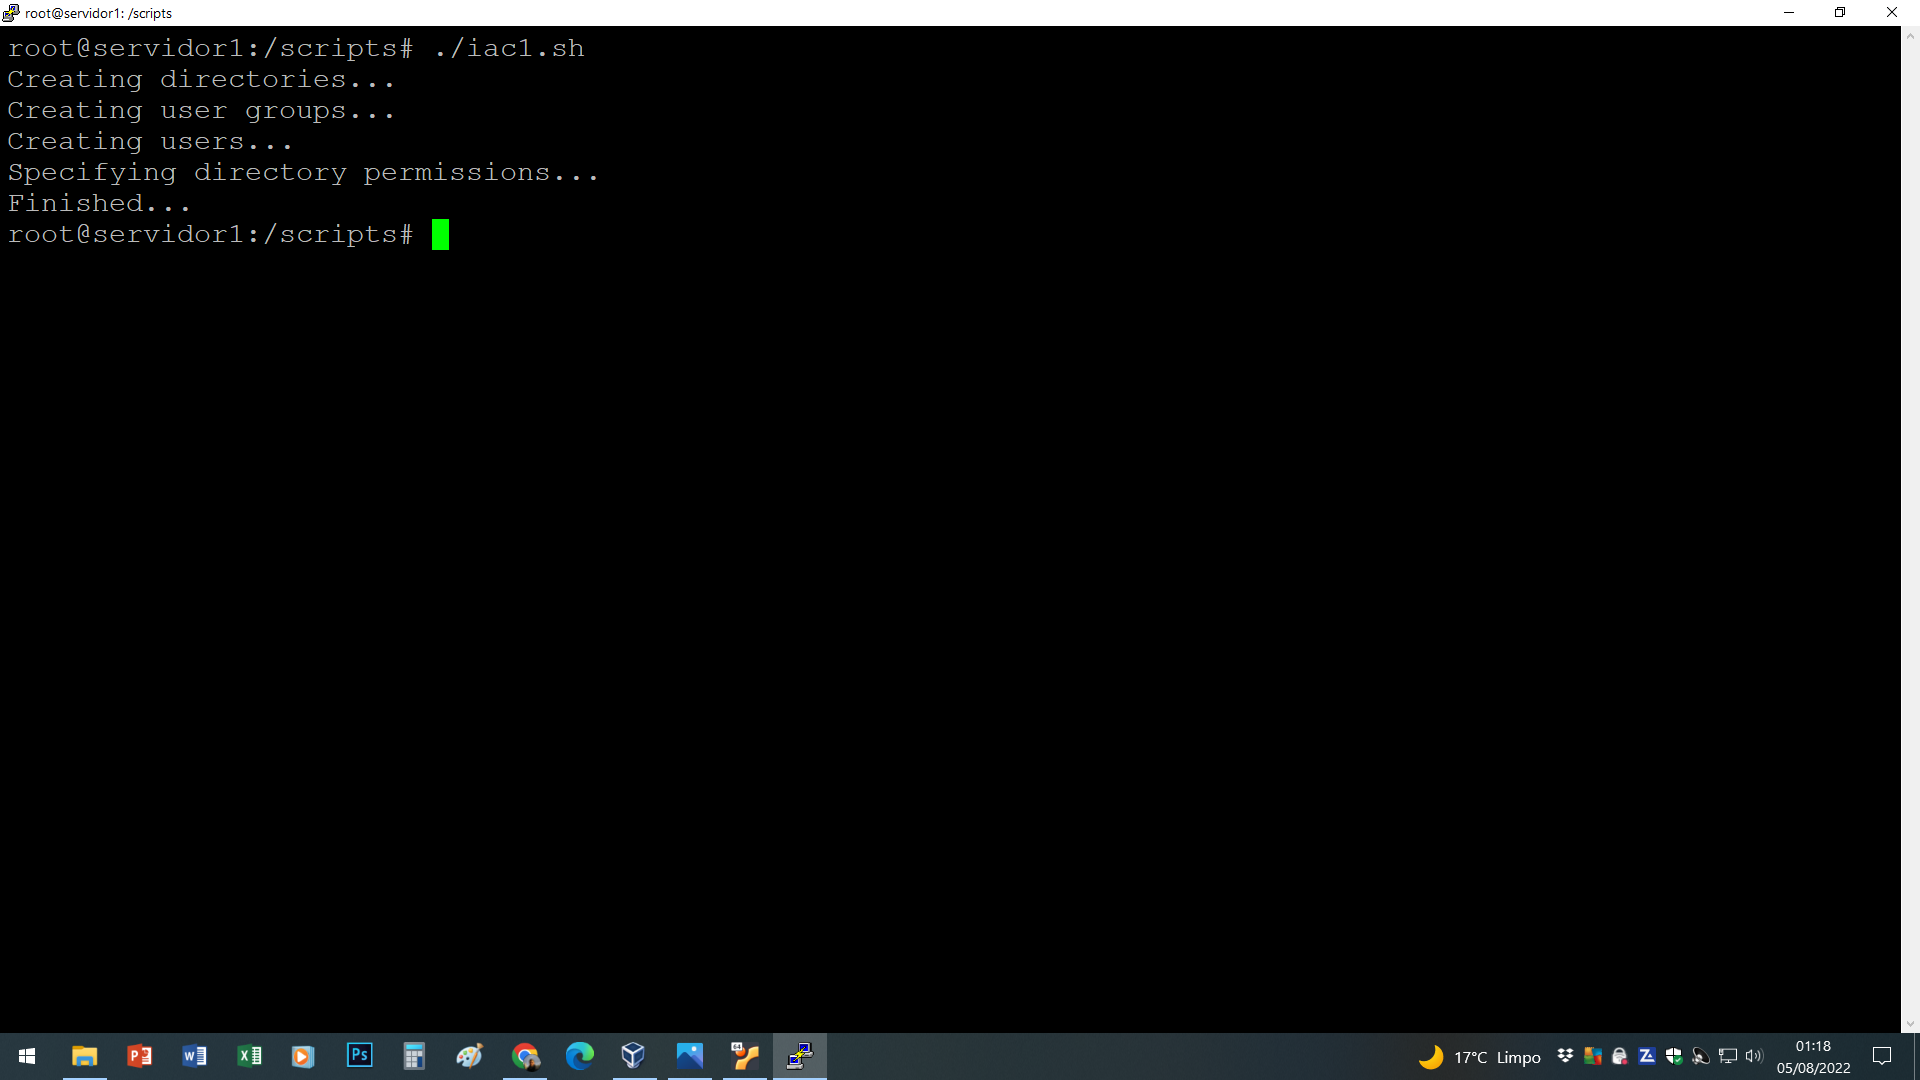 root@servidor1: /scripts
root@servidor1:/scripts# ./iac1.sh
Creating directories...
Creating user groups...
Creating users...
Specifying directory permissions...
Finished...
root@servidor1:/scripts#
17°C Limpo
01:18
05/08/2022